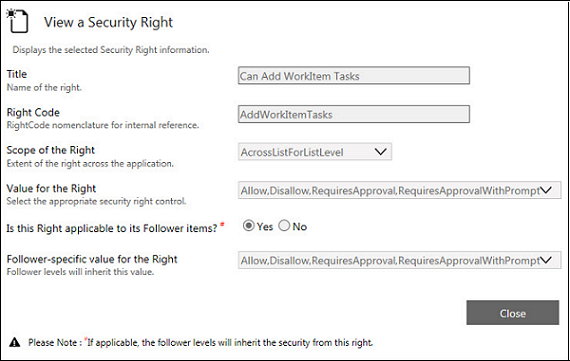 View a Security Right
Displays the selected Security Right information.
Title
Name of the right.
Can Add WorkItem Tasks
Right Code
RightCode nomenclature for internal reference.
AddWorkItemTasks
Scope of the Right
Extent of the right across the application.
AcrossListForListLevel
Value for the Right
Select the appropriate security right control.
Allow,Disallow,RequiresApproval,RequiresApprovalWithPrompt
Is this Right applicable to its Follower items? * Yes No
Follower-specific value for the Right
Follower levels will inherit this value.
Allow,Disallow,RequiresApproval,RequiresApprovalWithPrompt
Close
Please Note : *If applicable, the follower levels will inherit the security from this right.